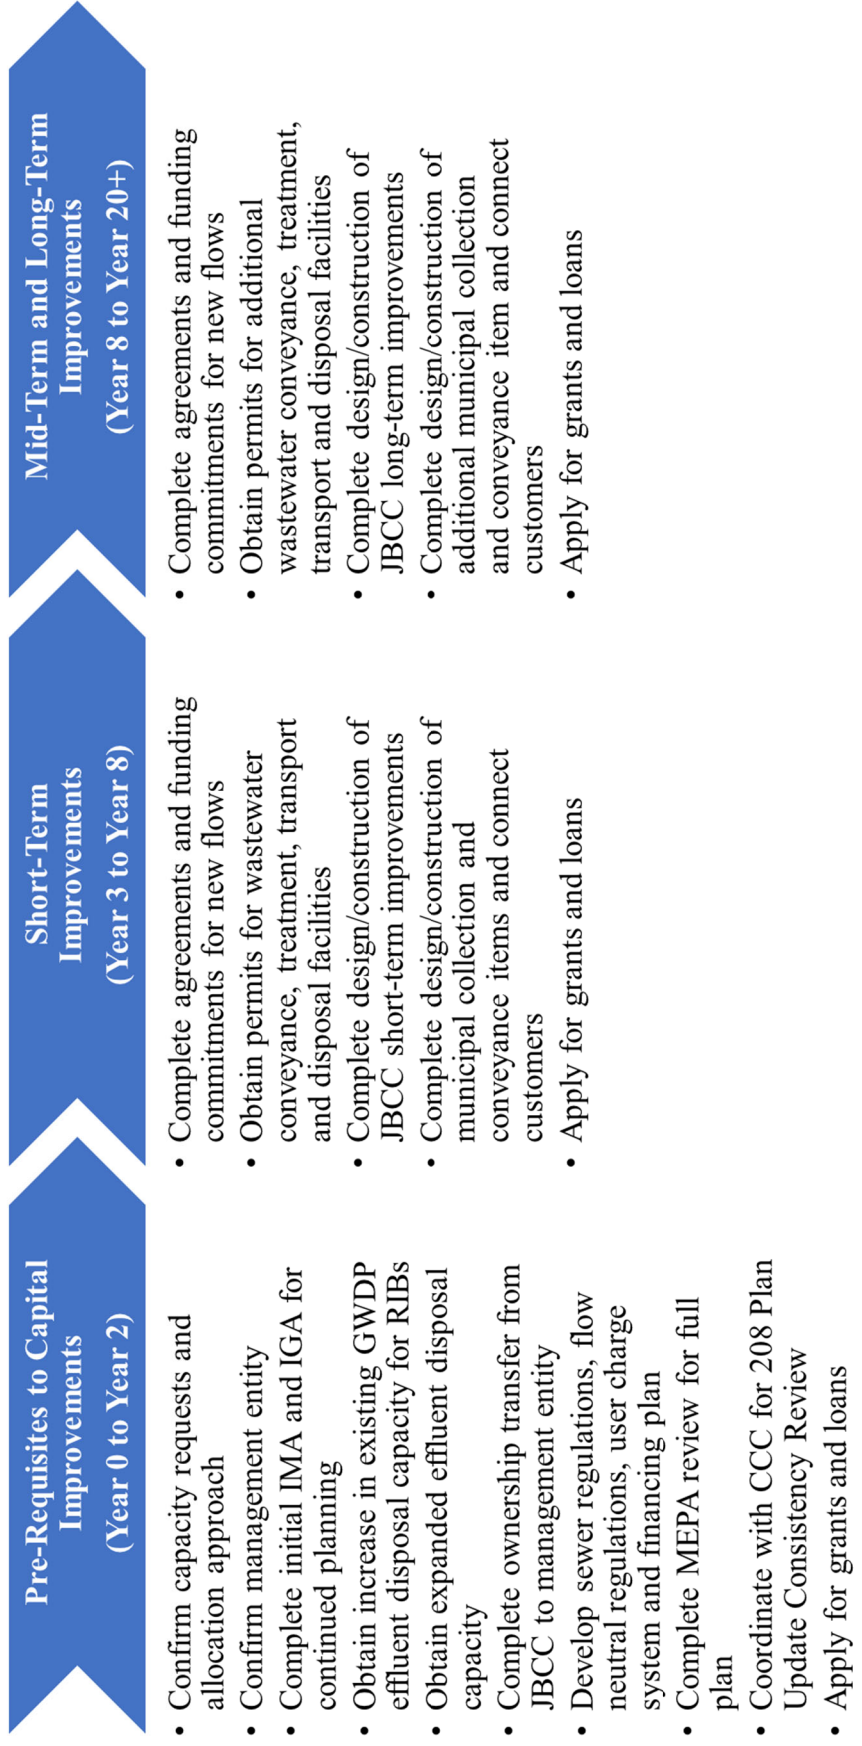 Pre-Requisites to Capital
Improvements
(Year 0 to Year 2)
• Confirm capacity requests and
allocation approach
• Confirm management entity
• Complete initial IMA and IGA for
continued planning
• Obtain increase in existing GWDP
effluent disposal capacity for RIBs
• Obtain expanded effluent disposal
capacity
• Complete ownership transfer from
JBCC to management entity
• Develop sewer regulations, flow
neutral regulations, user charge
system and financing plan
• Complete MEPA review for full
plan
• Coordinate with CCC for 208 Plan
Update Consistency Review
• Apply for grants and loans
Short-Term
Improvements
(Year 3 to Year 8)
• Complete agreements and funding
commitments for new flows
• Obtain permits for wastewater
conveyance, treatment, transport
and disposal facilities
• Complete design/construction of
JBCC short-term improvements
• Complete design/construction of
municipal collection and
conveyance items and connect
customers
• Apply for grants and loans
Mid-Term and Long-Term
Improvements
(Year 8 to Year 20+)
• Complete agreements and funding
commitments for new flows
• Obtain permits for additional
wastewater conveyance, treatment,
transport and disposal facilities
• Complete design/construction of
JBCC long-term improvements
• Complete design/construction of
additional municipal collection
and conveyance item and connect
customers
• Apply for grants and loans